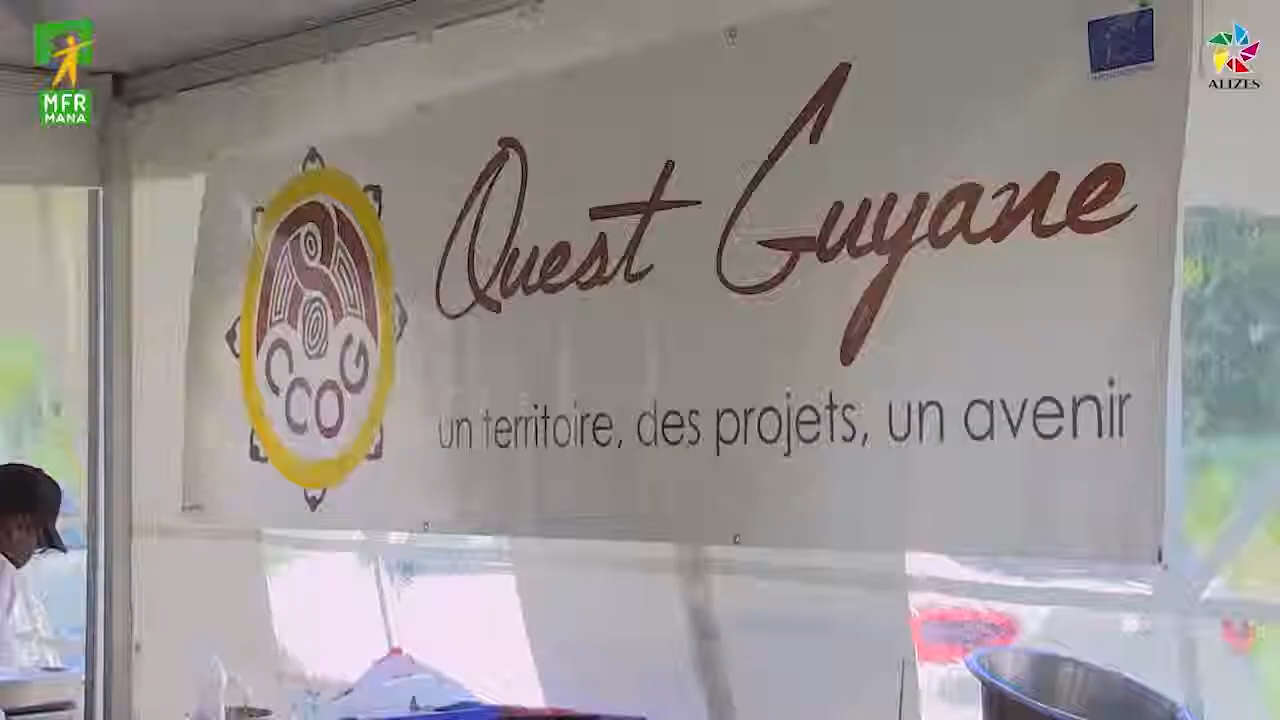 MFR
MANA
ALIZES
Ouest Guyane
CCOG
un territoire, des projets, un avenir